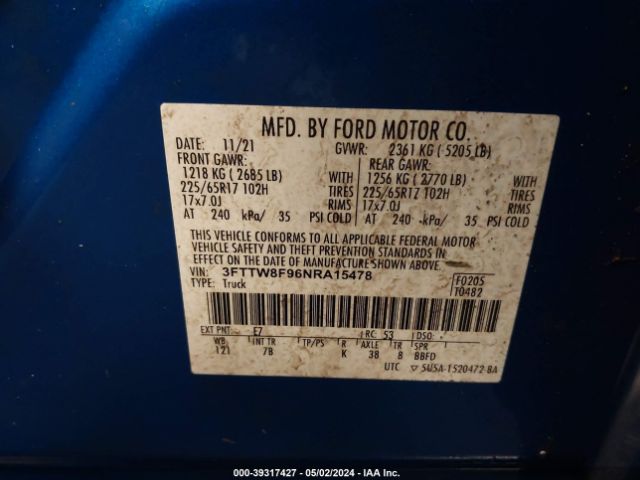 MFD. BY FORD MOTOR CO.
DATE: 11/21 GVWR: 2361 KG ( 5205 LB)
FRONT GAWR: REAR GAWR:
1218 KG ( 2685 LB) WITH 1256 KG ( 2770 LB) WITH
225/65R17 102H TIRES 225/65R17 102H TIRES
17x7.0J RIMS 17x7.0J RIMS
AT 240 kPa/ 35 PSI COLD AT 240 kPa/ 35 PSI COLD
THIS VEHICLE CONFORMS TO ALL APPLICABLE FEDERAL MOTOR
VEHICLE SAFETY AND THEFT PREVENTION STANDARDS IN
EFFECT ON THE DATE OF MANUFACTURE SHOWN ABOVE.
VIN: 3FTTW8F96NRA15478 F0205
TYPE: Truck T0482
EXT PNT: E7 RC: 53 DSO:
WB INT TR TP/PS R AXLE TR SPR
121 7B K 38 8 BBFD
UTC ▽ 5U5A-1520472-BA
000-39317427 - 05/02/2024 - IAAI.COM